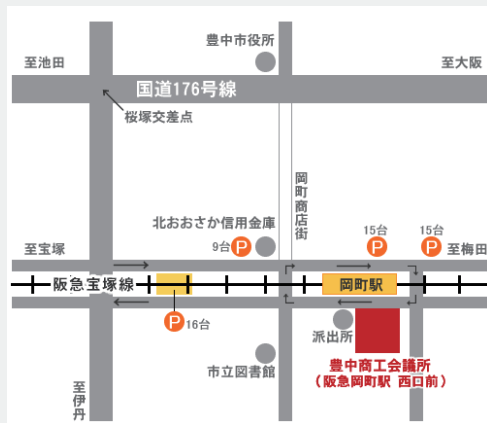 豊中市役所
至池田
至大阪
国道176号線
桜塚交差点
岡町商店街
北おおさか信用金庫
9台 P
15台
P
15台
P
至宝塚
至梅田
阪急宝塚線
岡町駅
P 16台
派出所
市立図書館
豊中商工会議所
(阪急岡町駅 西口前)
至伊丹